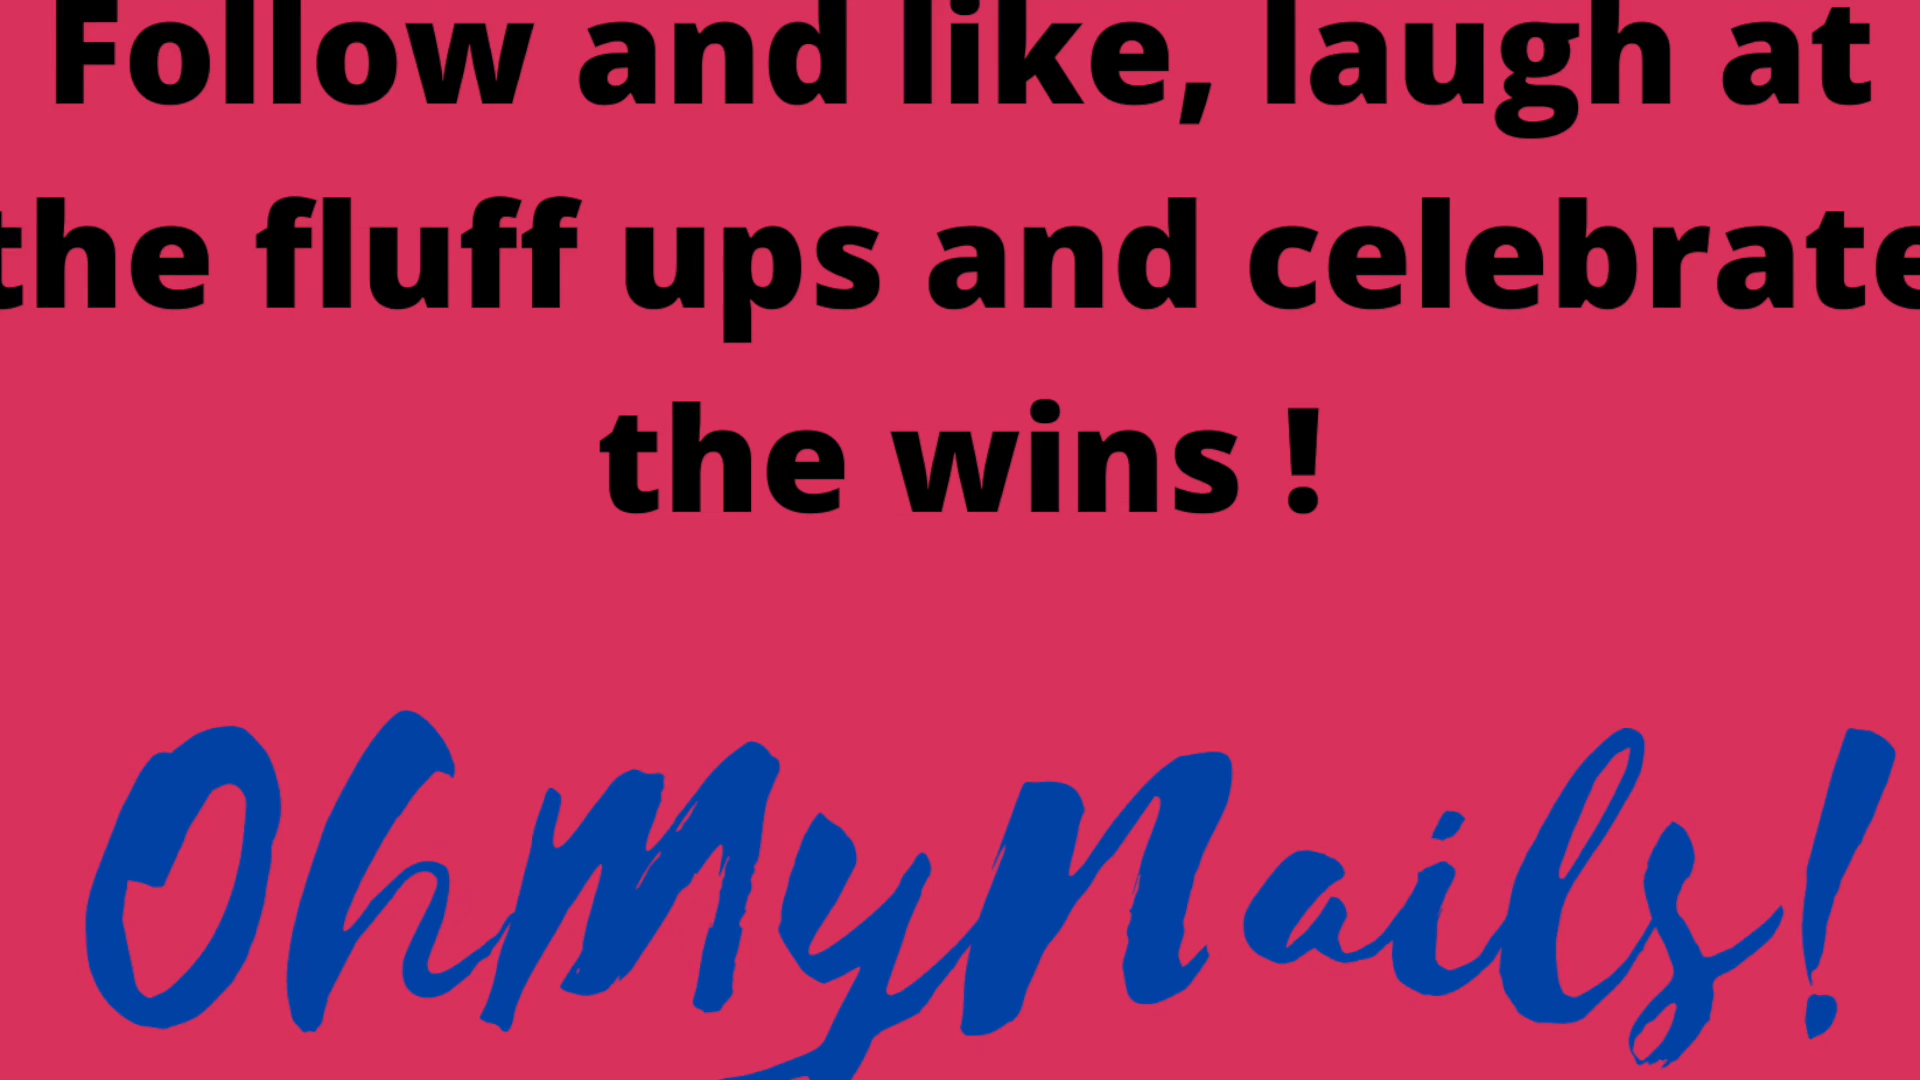 Follow and like, laugh at
the fluff ups and celebrate
the wins !
OhMyNails!